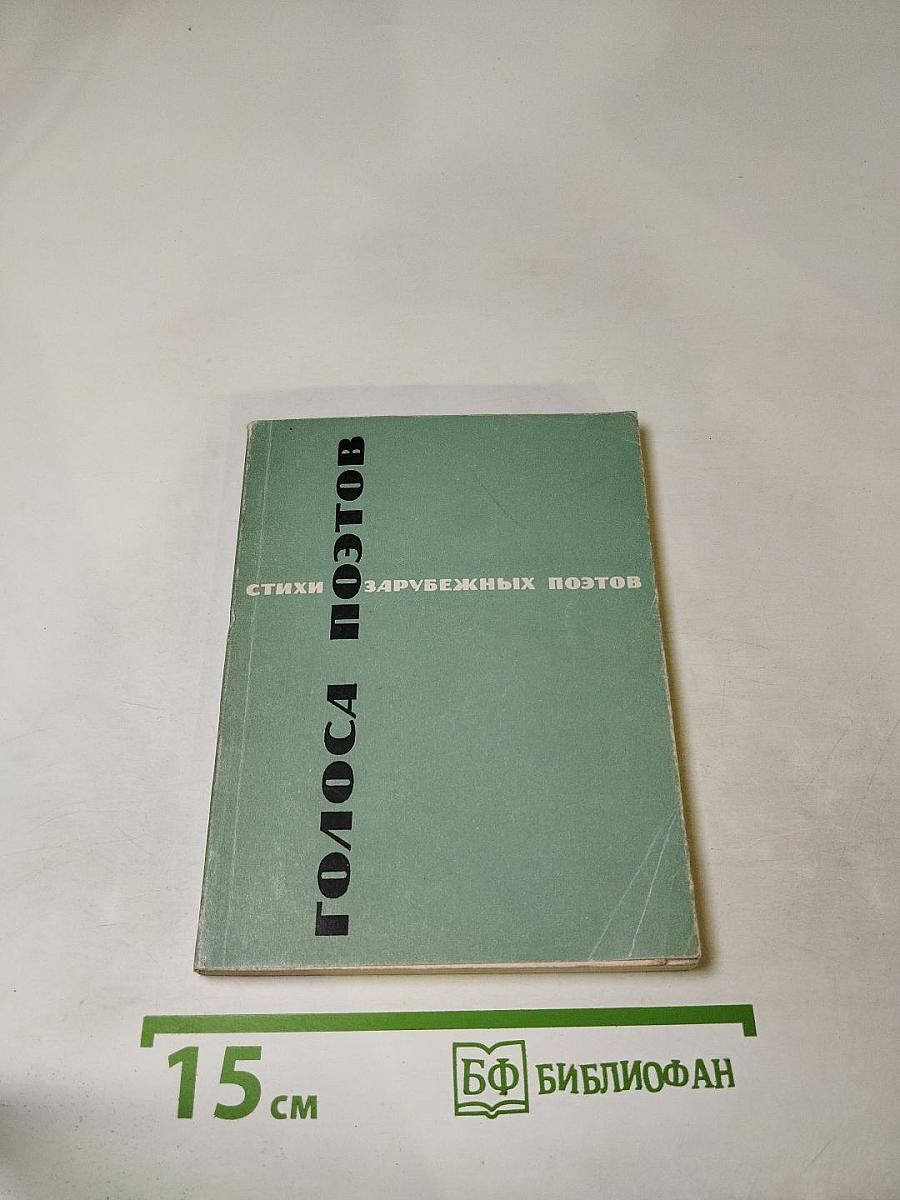 ГОЛОСА ПОЭТОВ
СТИХИ ЗАРУБЕЖНЫХ ПОЭТОВ
15 см
БФ БИБЛИОФАН